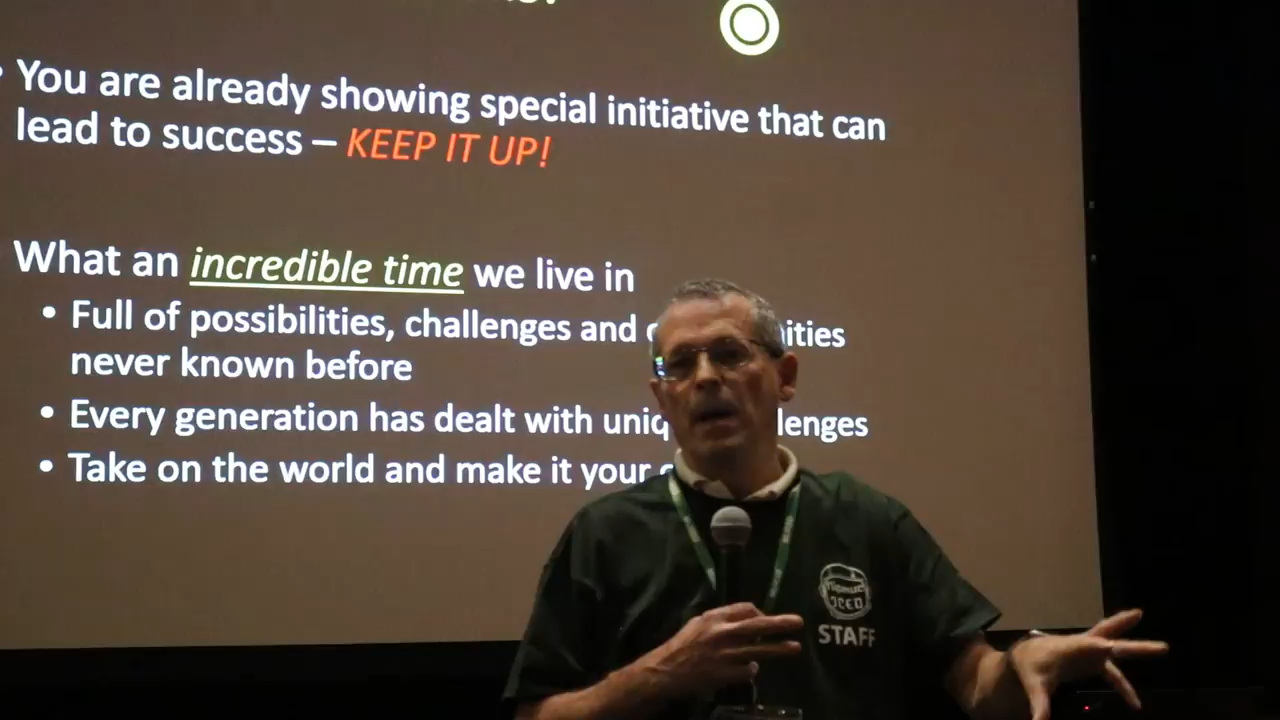 • You are already showing special initiative that can
lead to success – KEEP IT UP!
What an incredible time we live in
• Full of possibilities, challenges and
never known before
• Every generation has dealt with
• Take on the world and make it your
STAFF